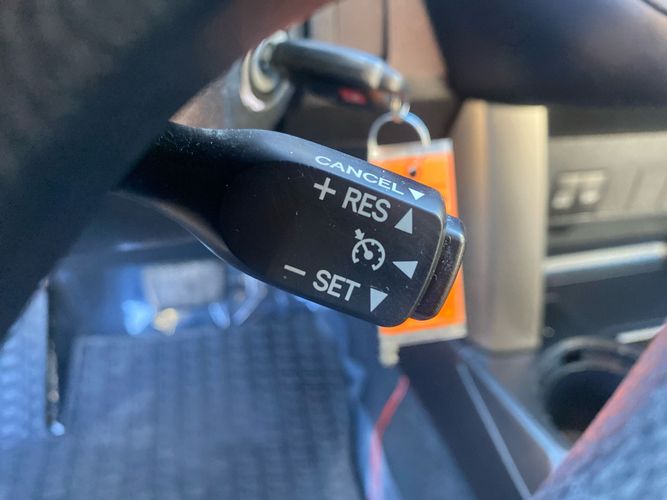 CANCEL ▼
+ RES ▲
◀
− SET ▼